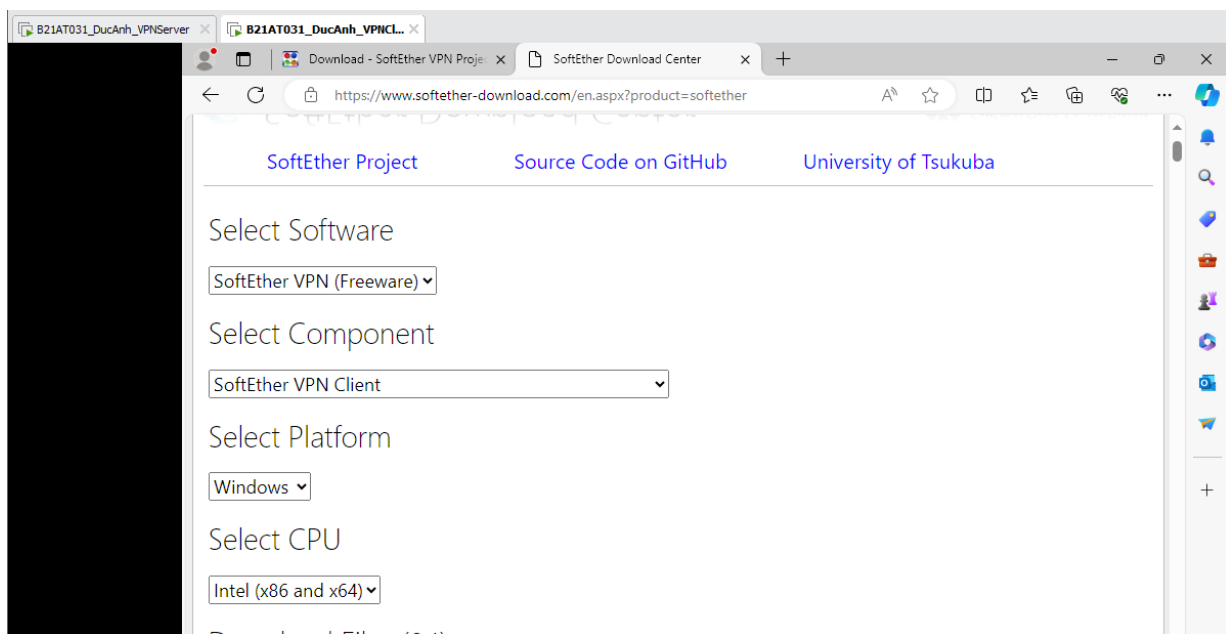 B21AT031_DucAnh_VPNServer
B21AT031_DucAnh_VPNCl...
Download - SoftEther VPN Projec
SoftEther Download Center
https://www.softether-download.com/en.aspx?product=softether
SoftEther Project Source Code on GitHub University of Tsukuba
Select Software
SoftEther VPN (Freeware)
Select Component
SoftEther VPN Client
Select Platform
Windows
Select CPU
Intel (x86 and x64)